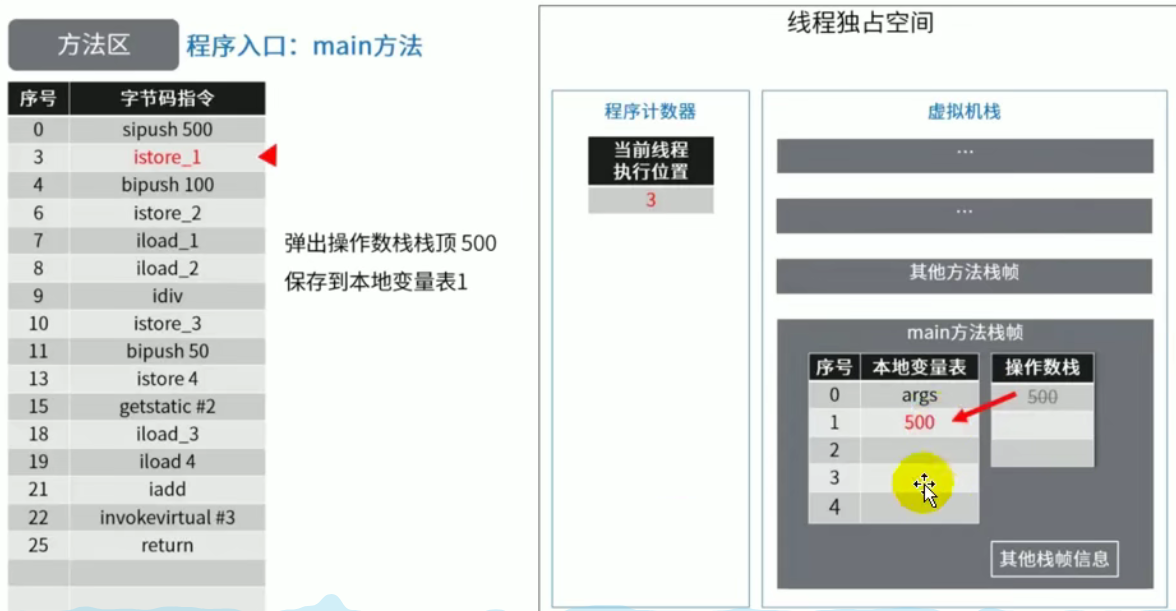 方法区
程序入口：main方法
序号 字节码指令
0 sipush 500
3 istore_1
4 bipush 100
6 istore_2
7 iload_1
8 iload_2
9 idiv
10 istore_3
11 bipush 50
13 istore 4
15 getstatic #2
18 iload_3
19 iload 4
21 iadd
22 invokevirtual #3
25 return
弹出操作数栈栈顶 500
保存到本地变量表1
线程独占空间
程序计数器
当前线程
执行位置
3
虚拟机栈
...
...
其他方法栈帧
main方法栈帧
序号 本地变量表 操作数栈
0 args 500
1 500
2
3
4
其他栈帧信息